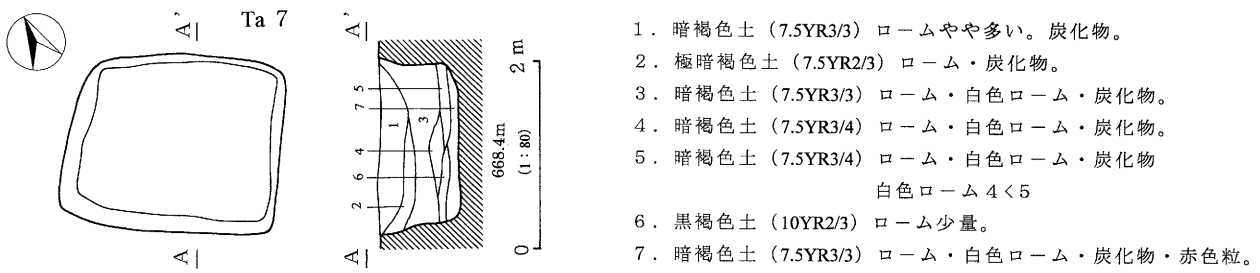 Ta 7
A'
A
A'
A
1
2
3
4
5
6
7
668.4m
(1：80)
0
2 m
1．暗褐色土（7.5YR3/3）ロームやや多い。炭化物。
2．極暗褐色土（7.5YR2/3）ローム・炭化物。
3．暗褐色土（7.5YR3/3）ローム・白色ローム・炭化物。
4．暗褐色土（7.5YR3/4）ローム・白色ローム・炭化物。
5．暗褐色土（7.5YR3/4）ローム・白色ローム・炭化物
白色ローム 4＜5
6．黒褐色土（10YR2/3）ローム少量。
7．暗褐色土（7.5YR3/3）ローム・白色ローム・炭化物・赤色粒。